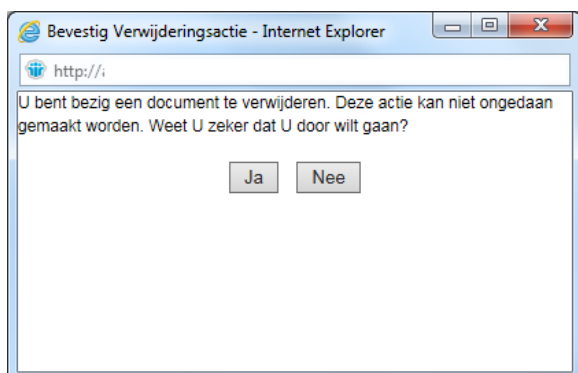 Bevestig Verwijderingsactie - Internet Explorer
http://
U bent bezig een document te verwijderen. Deze actie kan niet ongedaan
gemaakt worden. Weet U zeker dat U door wilt gaan?
Ja Nee